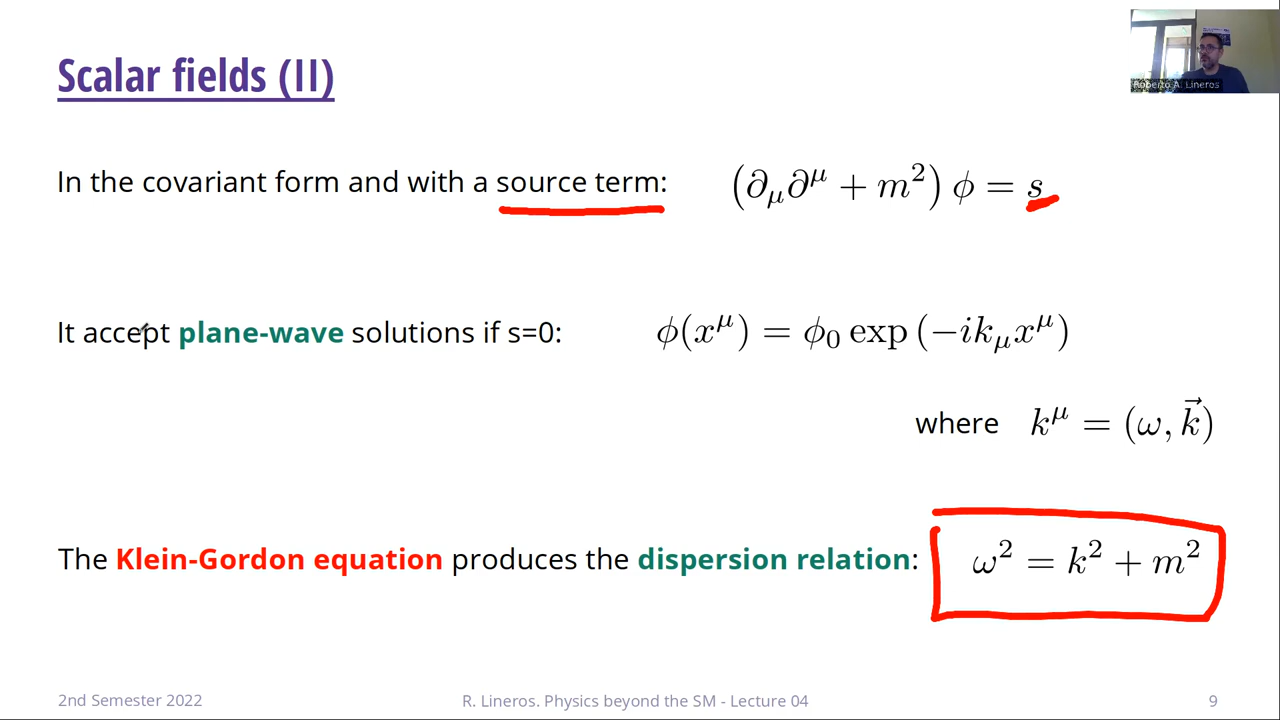 Scalar fields (II)
Roberto A. Lineros
In the covariant form and with a source term: (∂_μ∂^μ + m²) ϕ = s
It accept plane-wave solutions if s=0: ϕ(x^μ) = ϕ₀ exp (−ik_μx^μ)
where k^μ = (ω, k⃗)
The Klein-Gordon equation produces the dispersion relation: ω² = k² + m²
2nd Semester 2022 R. Lineros. Physics beyond the SM - Lecture 04 9